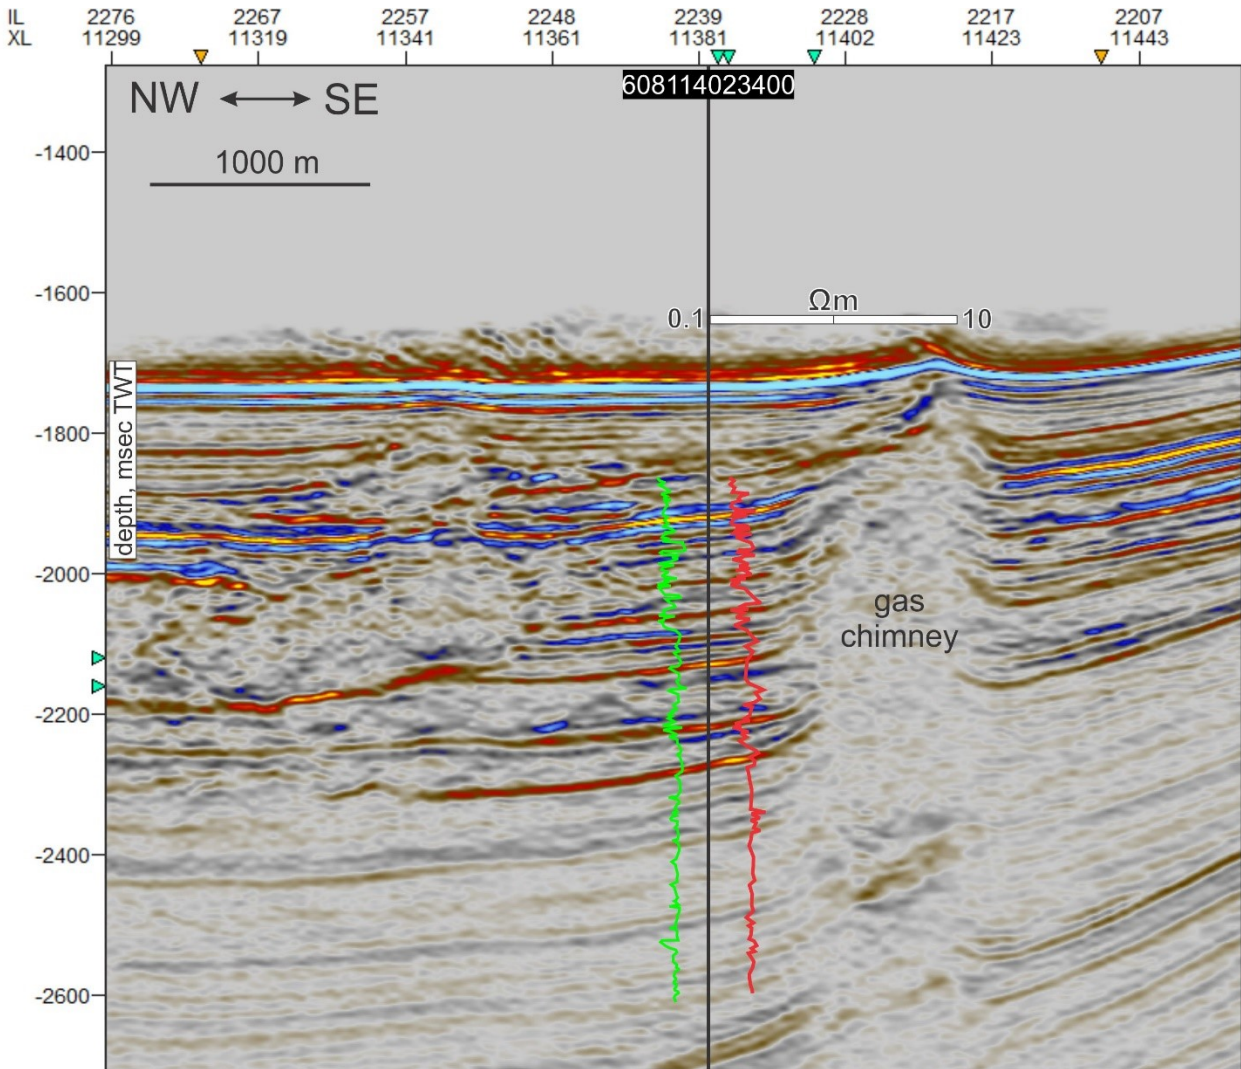 IL 2276 2267 2257 2248 2239 2228 2217 2207
XL 11299 11319 11341 11361 11381 11402 11423 11443
608114023400
NW SE
1000 m
-1400
-1600
Ωm
0.1 10
depth, msec TWT
-1800
-2000
gas
chimney
-2200
-2400
-2600